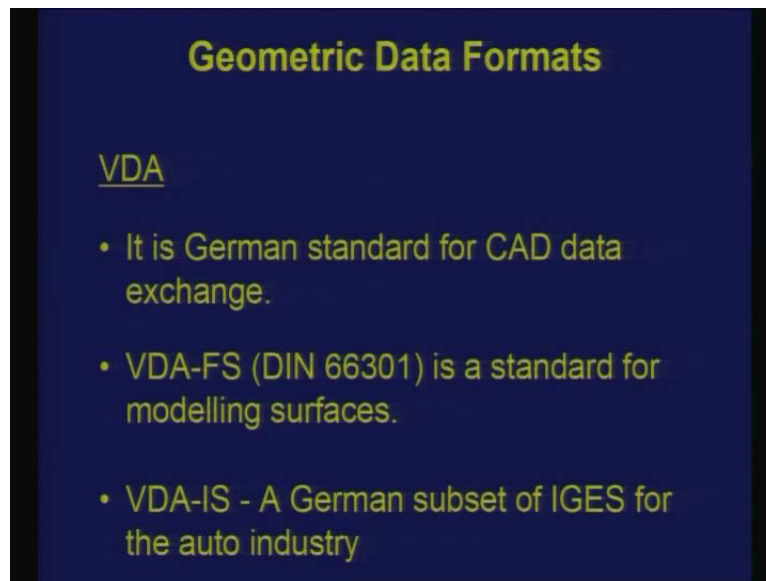 Geometric Data Formats
VDA
• It is German standard for CAD data
exchange.
• VDA-FS (DIN 66301) is a standard for
modelling surfaces.
• VDA-IS - A German subset of IGES for
the auto industry